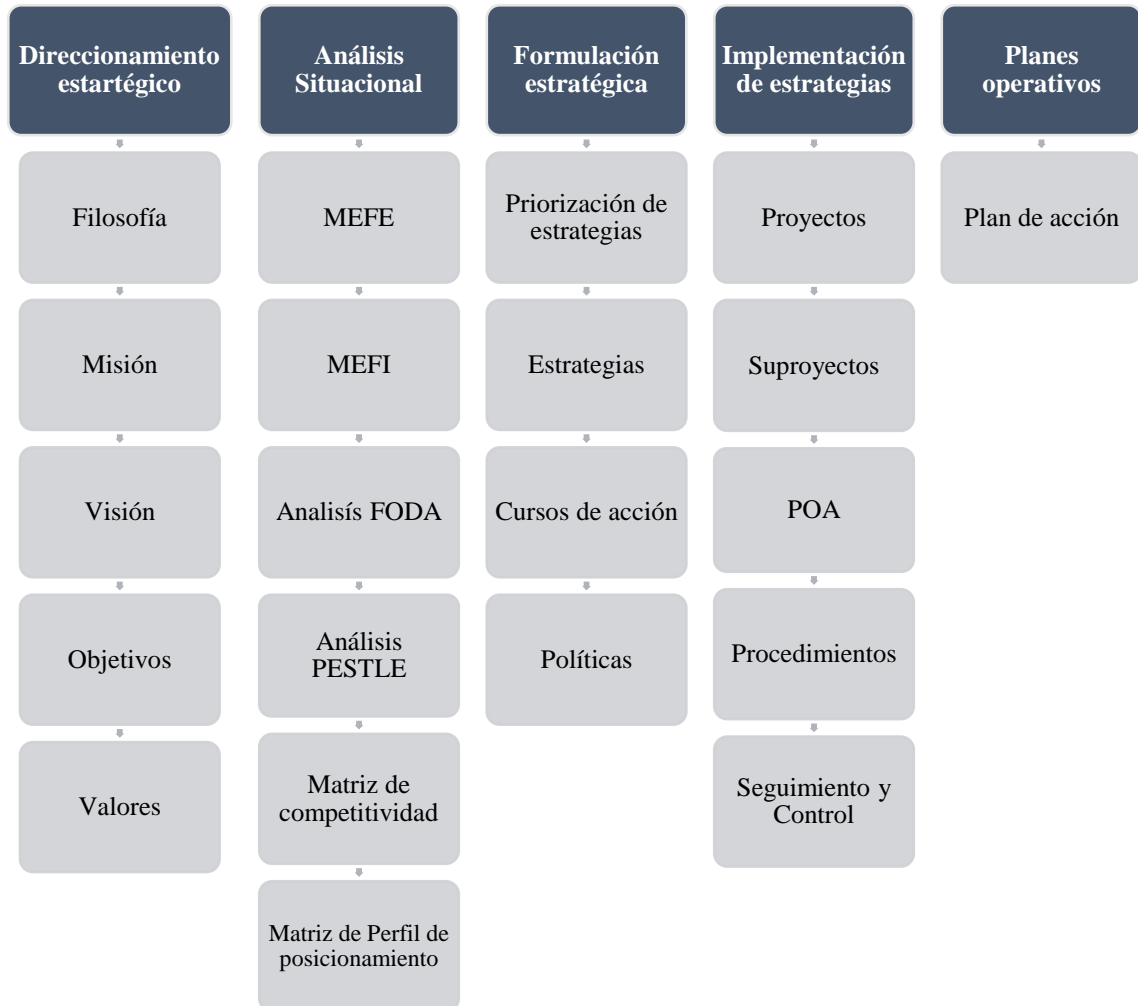 Direccionamiento
estartégico
Filosofía
Misión
Visión
Objetivos
Valores
Análisis
Situacional
MEFE
MEFI
Analisís FODA
Análisis
PESTLE
Matriz de
competitividad
Matriz de Perfil de
posicionamiento
Formulación
estratégica
Priorización de
estrategias
Estrategias
Cursos de acción
Políticas
Implementación
de estrategias
Proyectos
Suproyectos
POA
Procedimientos
Seguimiento y
Control
Planes
operativos
Plan de acción